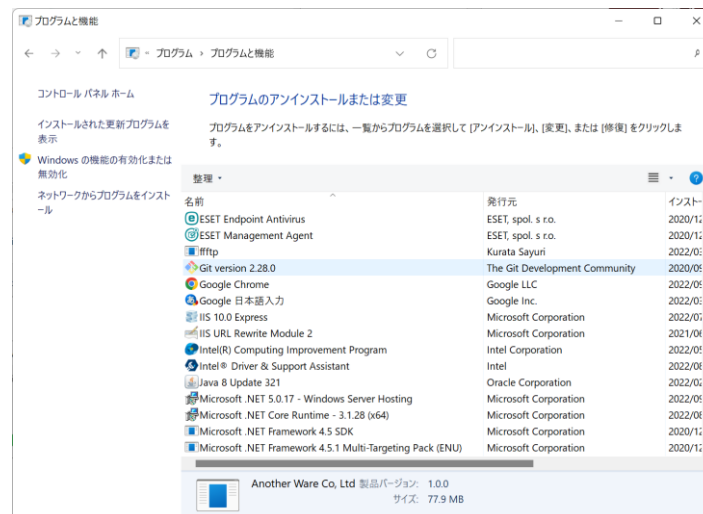 プログラムと機能
« プログラム › プログラムと機能
コントロール パネル ホーム
インストールされた更新プログラムを
表示
Windows の機能の有効化または
無効化
ネットワークからプログラムをインスト
ール
プログラムのアンインストールまたは変更
プログラムをアンインストールするには、一覧からプログラムを選択して [アンインストール]、[変更]、または [修復] をクリックしま
す。
整理
名前 発行元 インスト-
ESET Endpoint Antivirus ESET, spol. s r.o. 2020/12
ESET Management Agent ESET, spol. s r.o. 2020/12
ffftp Kurata Sayuri 2022/03
Git version 2.28.0 The Git Development Community 2020/09
Google Chrome Google LLC 2022/09
Google 日本語入力 Google Inc. 2022/03
IIS 10.0 Express Microsoft Corporation 2022/07
IIS URL Rewrite Module 2 Microsoft Corporation 2021/06
Intel(R) Computing Improvement Program Intel Corporation 2022/05
Intel® Driver & Support Assistant Intel 2022/08
Java 8 Update 321 Oracle Corporation 2022/02
Microsoft .NET 5.0.17 - Windows Server Hosting Microsoft Corporation 2022/09
Microsoft .NET Core Runtime - 3.1.28 (x64) Microsoft Corporation 2022/08
Microsoft .NET Framework 4.5 SDK Microsoft Corporation 2020/12
Microsoft .NET Framework 4.5.1 Multi-Targeting Pack (ENU) Microsoft Corporation 2020/12
Another Ware Co, Ltd 製品バージョン: 1.0.0
サイズ: 77.9 MB